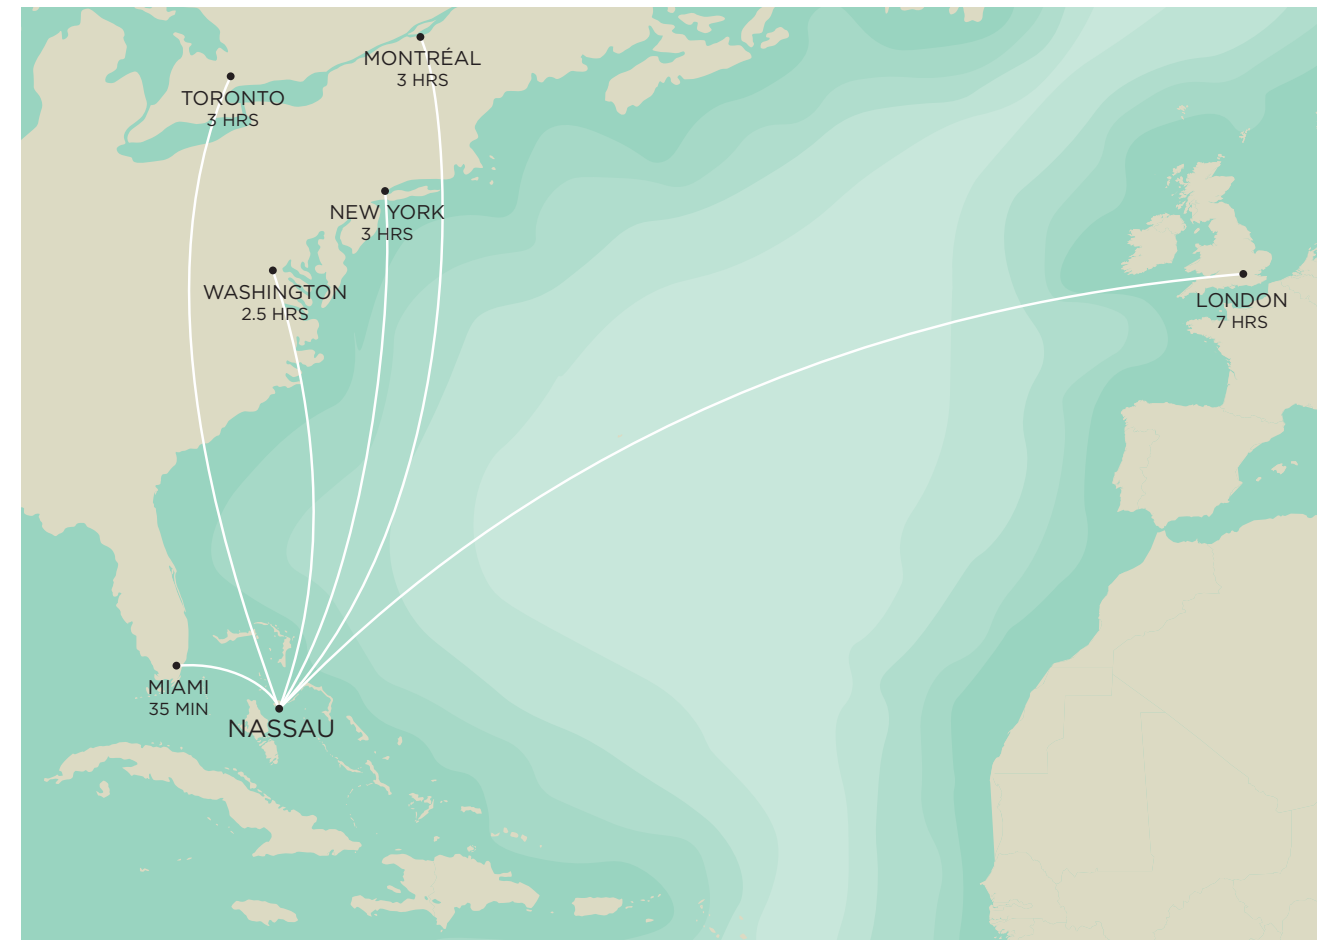 MONTRÉAL
3 HRS
TORONTO
3 HRS
NEW YORK
3 HRS
WASHINGTON
2.5 HRS
LONDON
7 HRS
MIAMI
35 MIN
NASSAU